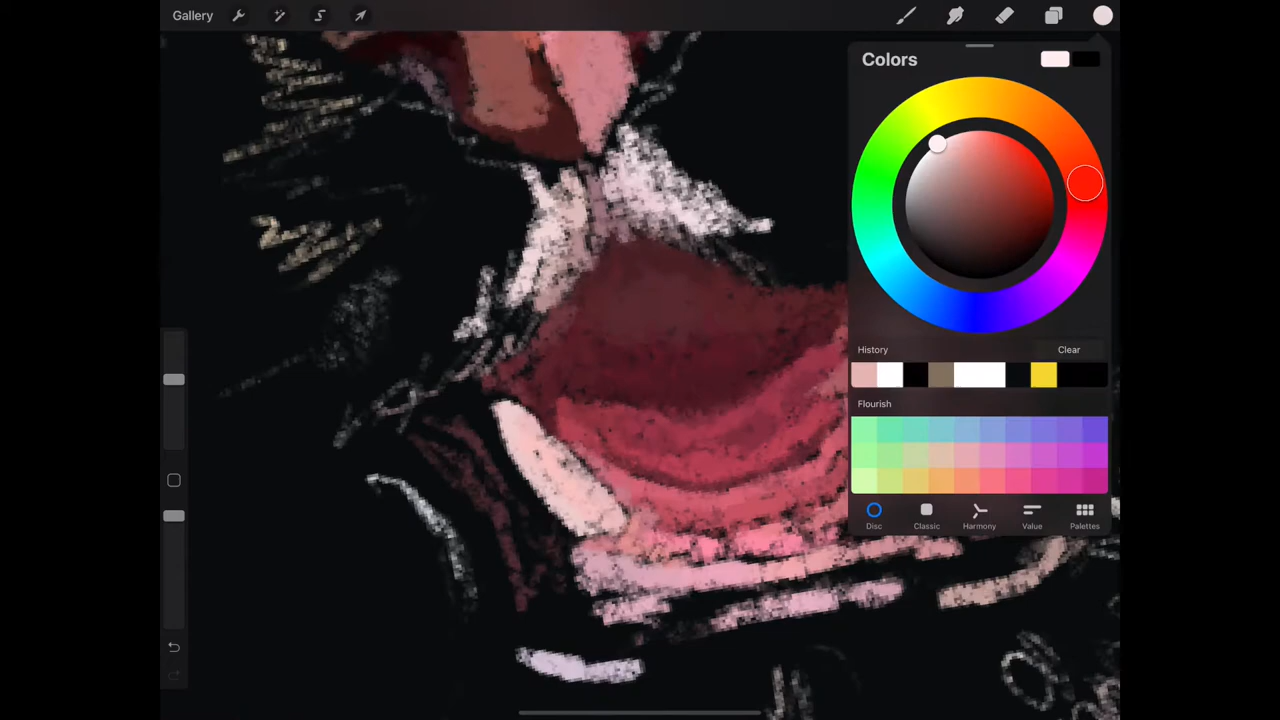 Gallery
Colors
History
Clear
Flourish
Disc
Classic
Harmony
Value
Palettes